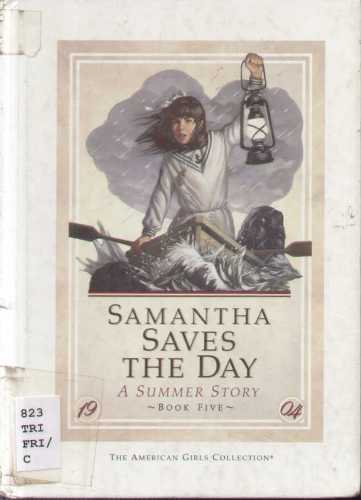 SAMANTHA
SAVES
THE DAY
A SUMMER STORY
~BOOK FIVE~
19 04
823
TRI
FRI/
C
THE AMERICAN GIRLS COLLECTION®